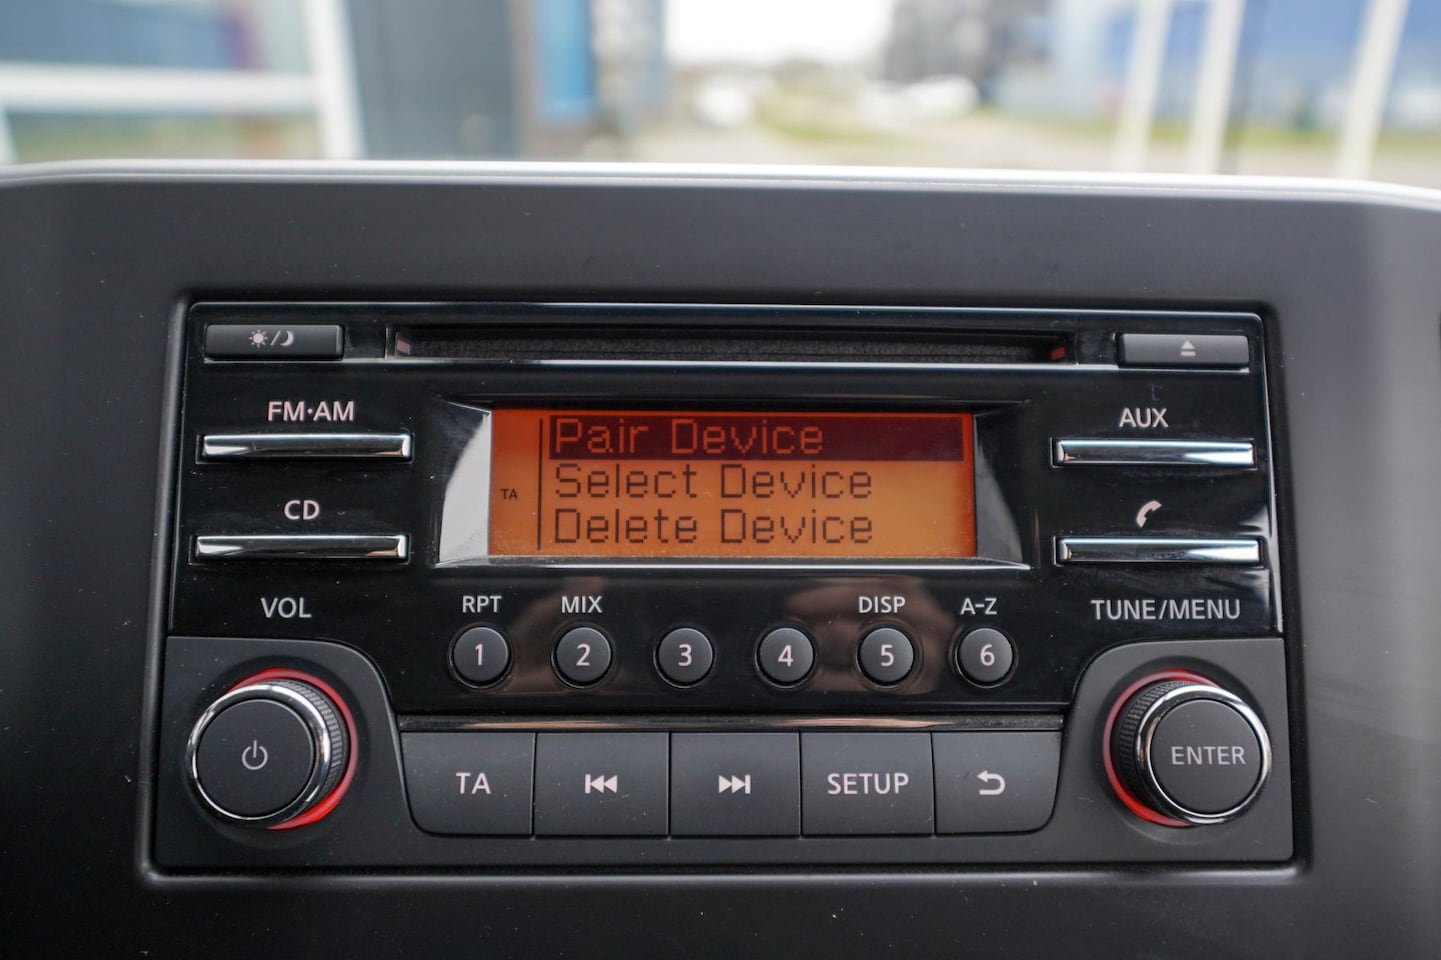 FM·AM
AUX
Pair Device
Select Device
TA
Delete Device
CD
VOL
RPT
MIX
DISP
A-Z
TUNE/MENU
1
2
3
4
5
6
ENTER
TA
SETUP